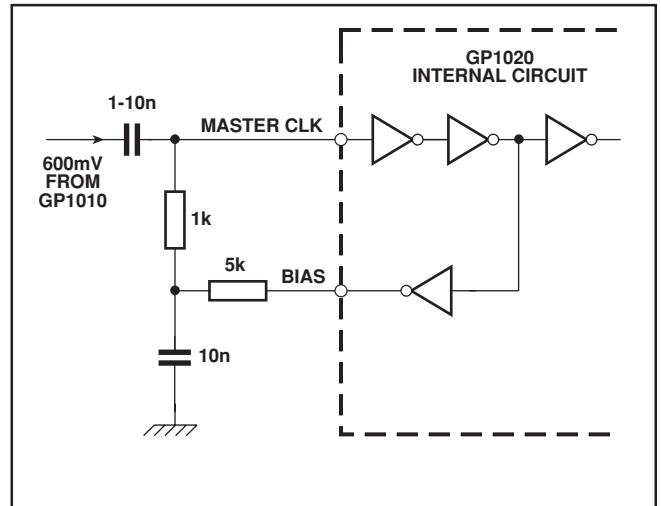 GP1020
INTERNAL CIRCUIT
1-10n
MASTER CLK
600mV
FROM
GP1010
1k
5k
BIAS
10n